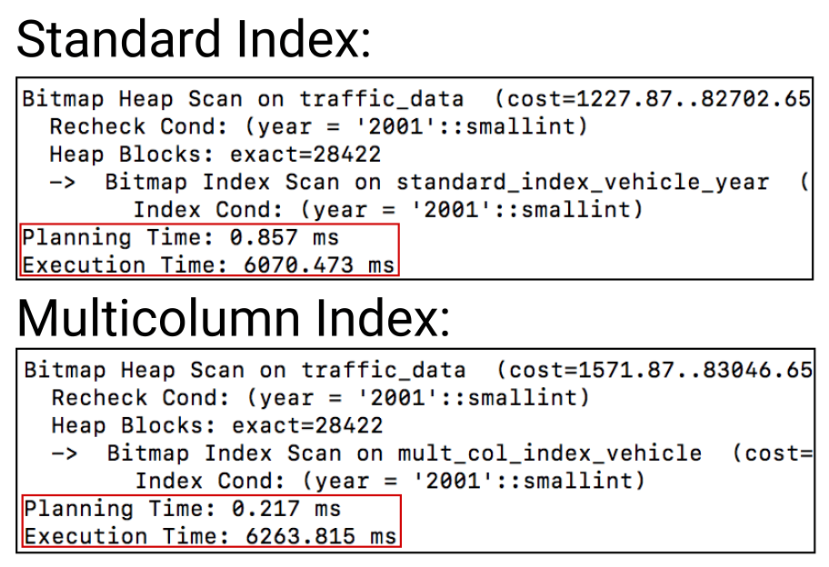 Standard Index:
Bitmap Heap Scan on traffic_data  (cost=1227.87..82702.65
  Recheck Cond: (year = '2001'::smallint)
  Heap Blocks: exact=28422
  ->  Bitmap Index Scan on standard_index_vehicle_year  (
        Index Cond: (year = '2001'::smallint)
Planning Time: 0.857 ms
Execution Time: 6070.473 ms
Multicolumn Index:
Bitmap Heap Scan on traffic_data  (cost=1571.87..83046.65
  Recheck Cond: (year = '2001'::smallint)
  Heap Blocks: exact=28422
  ->  Bitmap Index Scan on mult_col_index_vehicle  (cost=
        Index Cond: (year = '2001'::smallint)
Planning Time: 0.217 ms
Execution Time: 6263.815 ms